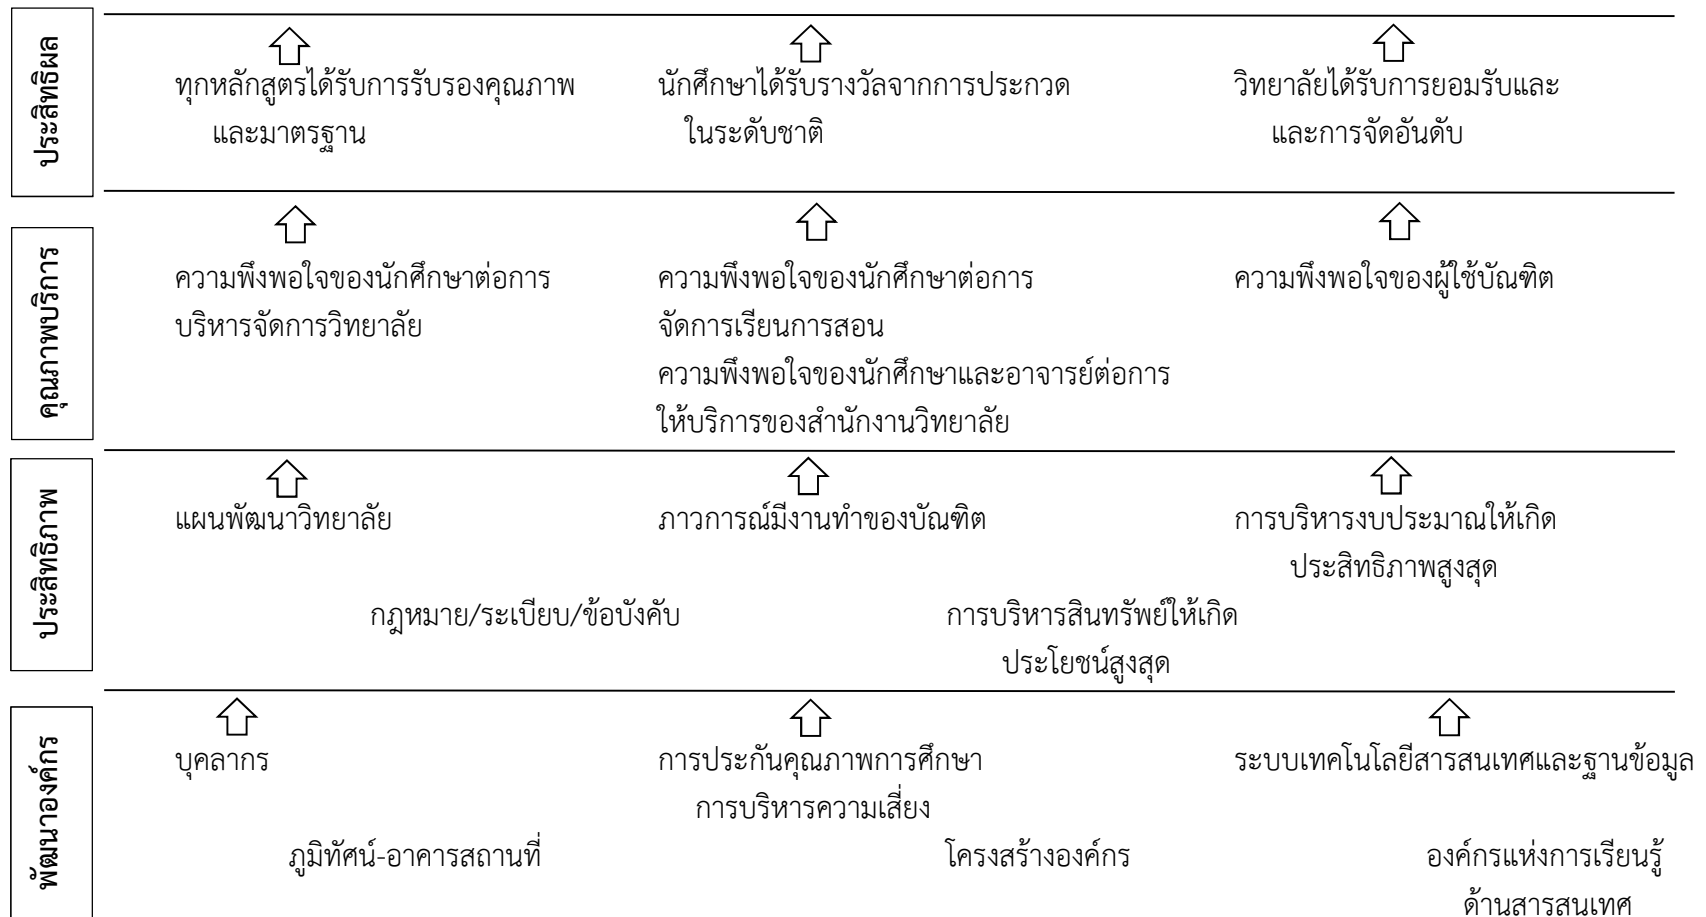 ประสิทธิผล
ทุกหลักสูตรได้รับการรับรองคุณภาพ
และมาตรฐาน
นักศึกษาได้รับรางวัลจากการประกวด
ในระดับชาติ
วิทยาลัยได้รับการยอมรับและ
และการจัดอันดับ
คุณภาพบริการ
ความพึงพอใจของนักศึกษาต่อการ
บริหารจัดการวิทยาลัย
ความพึงพอใจของนักศึกษาต่อการ
จัดการเรียนการสอน
ความพึงพอใจของนักศึกษาและอาจารย์ต่อการ
ให้บริการของสำนักงานวิทยาลัย
ความพึงพอใจของผู้ใช้บัณฑิต
ประสิทธิภาพ
แผนพัฒนาวิทยาลัย
ภาวการณ์มีงานทำของบัณฑิต
การบริหารงบประมาณให้เกิด
ประสิทธิภาพสูงสุด
กฎหมาย/ระเบียบ/ข้อบังคับ
การบริหารสินทรัพย์ให้เกิด
ประโยชน์สูงสุด
พัฒนาองค์กร
บุคลากร
การประกันคุณภาพการศึกษา
การบริหารความเสี่ยง
ระบบเทคโนโลยีสารสนเทศและฐานข้อมูล
ภูมิทัศน์-อาคารสถานที่
โครงสร้างองค์กร
องค์กรแห่งการเรียนรู้
ด้านสารสนเทศ